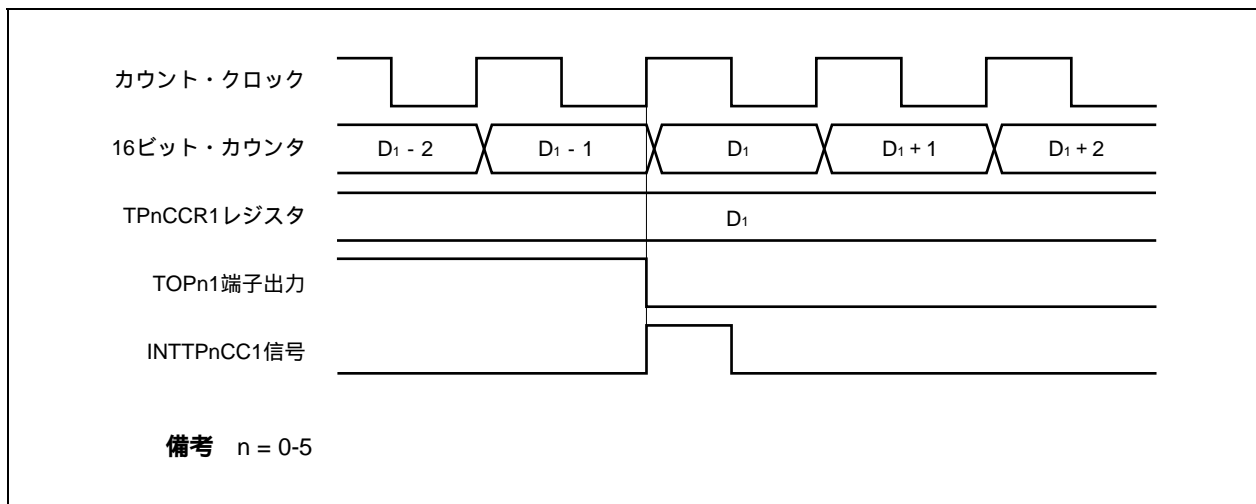 カウント・クロック
16ビット・カウンタ D1 - 2 D1 - 1 D1 D1 + 1 D1 + 2
TPnCCR1レジスタ D1
TOPn1端子出力
INTTPnCC1信号
備考 n = 0-5